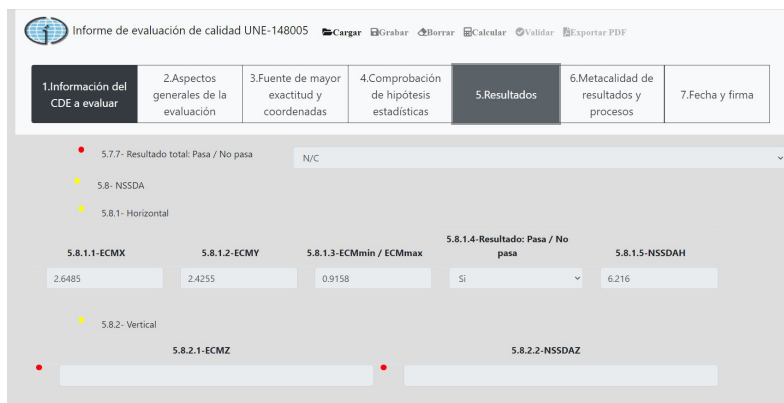 Informe de evaluación de calidad UNE-148005
Cargar Grabar Borrar Calcular Validar Exportar PDF
1.Información del CDE a evaluar
2.Aspectos generales de la evaluación
3.Fuente de mayor exactitud y coordenadas
4.Comprobación de hipótesis estadísticas
5.Resultados
6.Metacalidad de resultados y procesos
7.Fecha y firma
5.7.7- Resultado total: Pasa / No pasa
N/C
5.8- NSSDA
5.8.1- Horizontal
5.8.1.1-ECMX
5.8.1.2-ECMY
5.8.1.3-ECMmin / ECMmax
5.8.1.4-Resultado: Pasa / No pasa
5.8.1.5-NSSDAH
2.6485
2.4255
0.9158
Si
6.216
5.8.2- Vertical
5.8.2.1-ECMZ
5.8.2.2-NSSDAZ